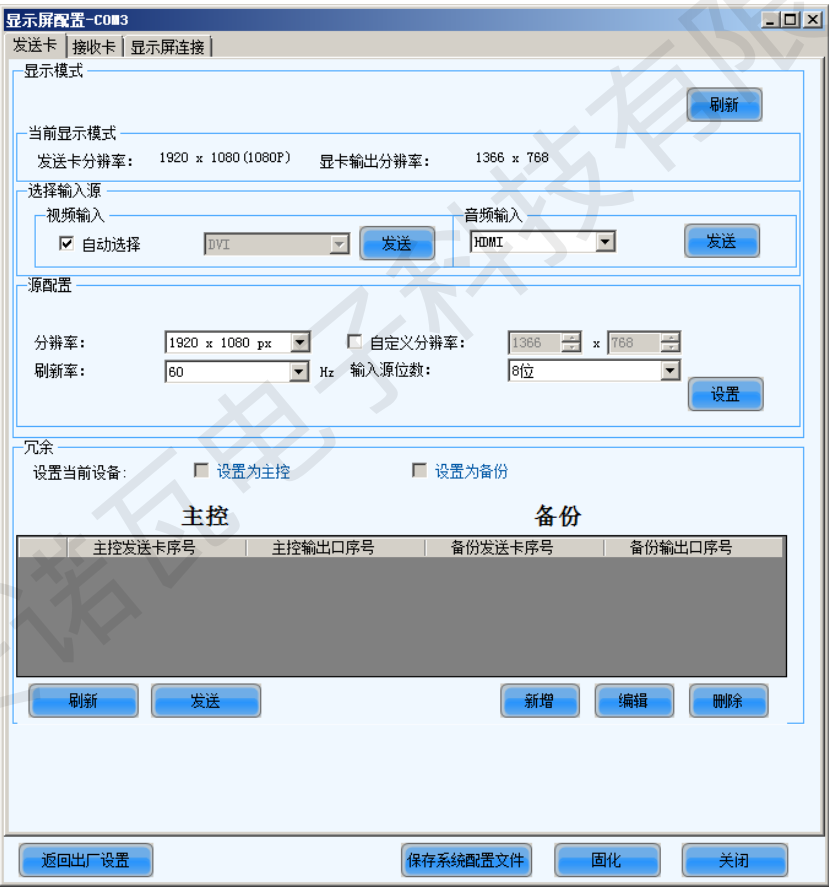 显示屏配置-COM3
发送卡 接收卡 显示屏连接
显示模式
刷新
当前显示模式
发送卡分辨率： 1920 x 1080(1080P) 显卡输出分辨率： 1366 x 768
选择输入源
视频输入 音频输入
自动选择 DVI 发送 HDMI 发送
源配置
分辨率： 1920 x 1080 px 自定义分辨率： 1366 x 768
刷新率： 60 Hz 输入源位数： 8位
设置
冗余
设置当前设备: 设置为主控 设置为备份
主控 备份
主控发送卡序号 主控输出口序号 备份发送卡序号 备份输出口序号
刷新 发送 新增 编辑 删除
返回出厂设置 保存系统配置文件 固化 关闭
诺瓦电子科技有限